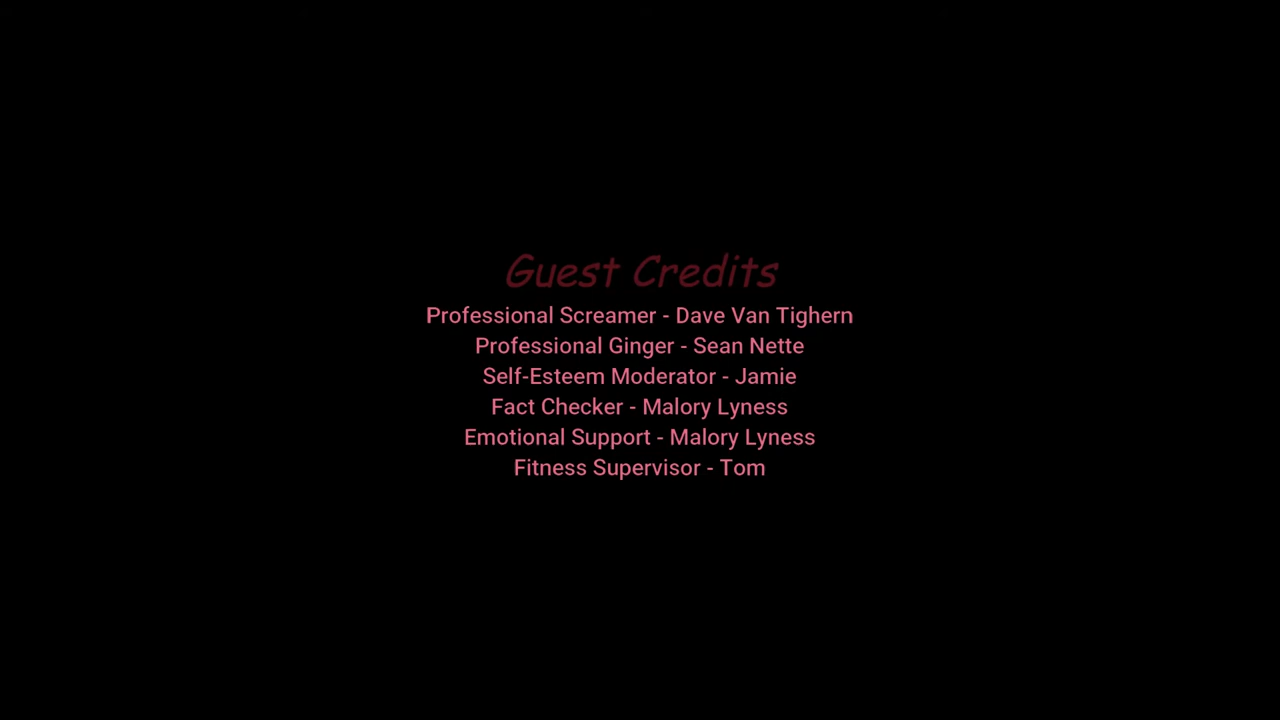 Guest Credits
Professional Screamer - Dave Van Tighern
Professional Ginger - Sean Nette
Self-Esteem Moderator - Jamie
Fact Checker - Malory Lyness
Emotional Support - Malory Lyness
Fitness Supervisor - Tom